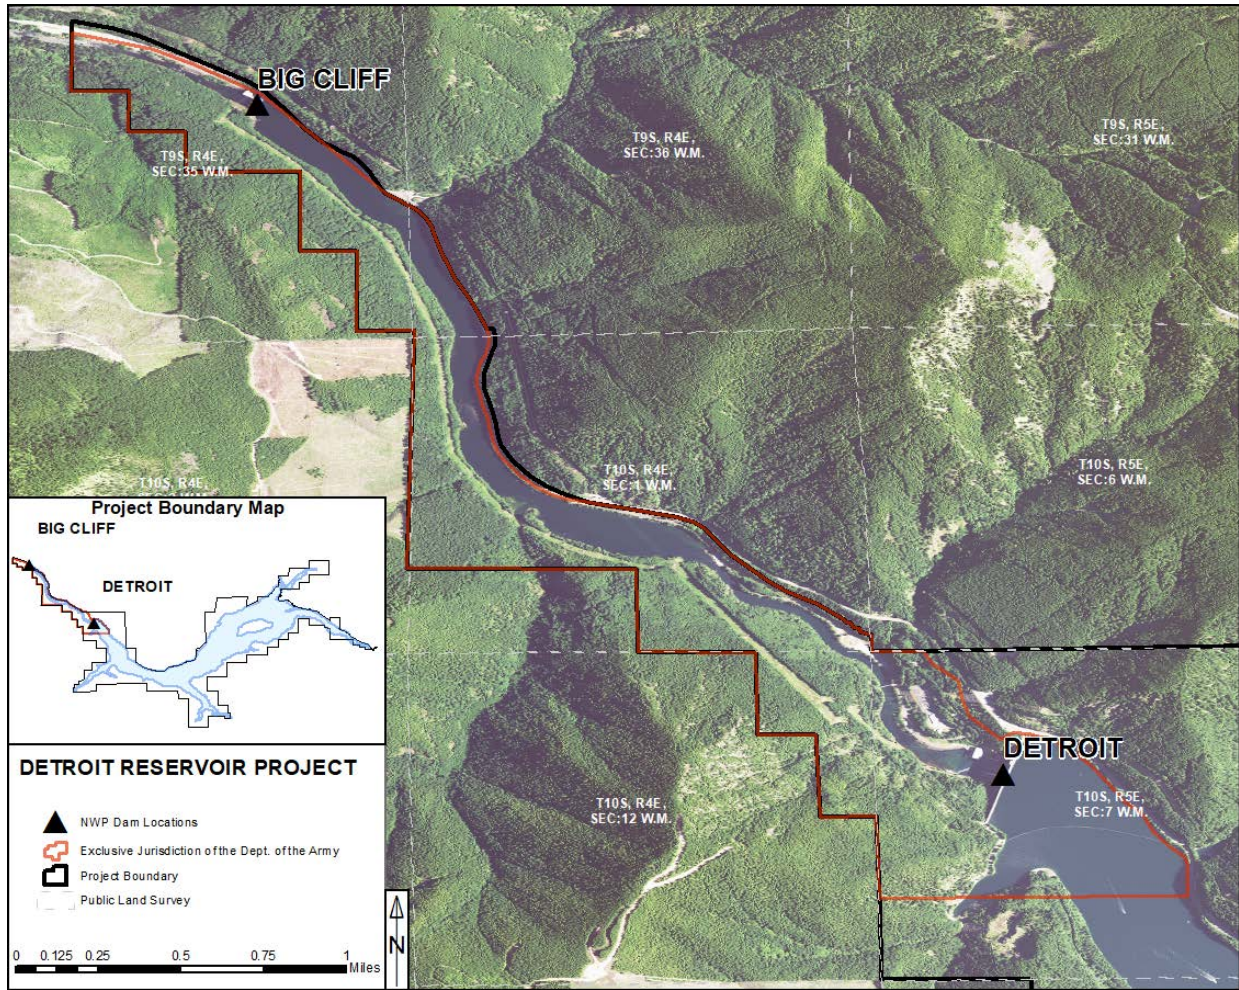 BIG CLIFF
T9S, R4E,
SEC:36 W.M.
T9S, R5E,
SEC:31 W.M.
T9S, R4E,
SEC:35 W.M.
T10S, R4E,
SEC:1 W.M.
T10S, R5E,
SEC:6 W.M.
T10S, R4E,
DETROIT
T10S, R5E,
SEC:7 W.M.
T10S, R4E,
SEC:12 W.M.
Project Boundary Map
BIG CLIFF
DETROIT
DETROIT RESERVOIR PROJECT
NWP Dam Locations
Exclusive Jurisdiction of the Dept. of the Army
Project Boundary
Public Land Survey
0 0.125 0.25 0.5 0.75 1
Miles
N